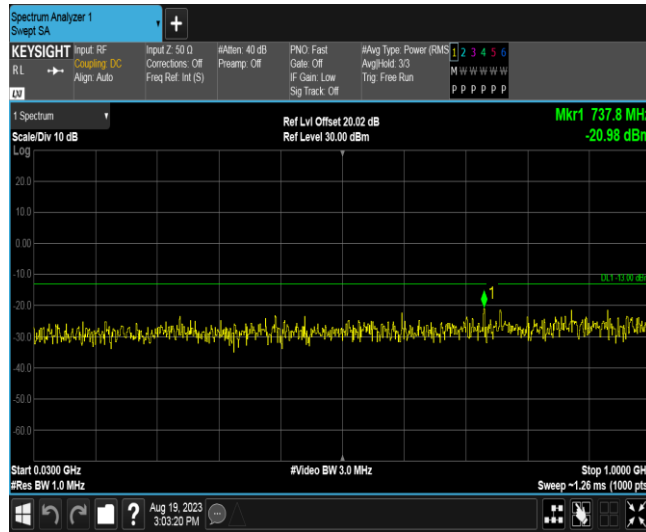 Spectrum Analyzer 1
Swept SA
+
KEYSIGHT
RL
LXI
Input: RF
Coupling: DC
Align: Auto
Input Z: 50 Ω
Corrections: Off
Freq Ref: Int (S)
#Atten: 40 dB
Preamp: Off
PNO: Fast
Gate: Off
IF Gain: Low
Sig Track: Off
#Avg Type: Power (RMS
Avg|Hold: 3/3
Trig: Free Run
1 2 3 4 5 6
M W W W W W
P P P P P P
1 Spectrum
Scale/Div 10 dB
Ref Lvl Offset 20.02 dB
Ref Level 30.00 dBm
Mkr1 737.8 MHz
-20.98 dBm
Log
20.0
10.0
0.00
-10.0
DL1 -13.00 dBm
1
-20.0
-30.0
-40.0
-50.0
-60.0
Start 0.0300 GHz
#Video BW 3.0 MHz
Stop 1.0000 GHz
#Res BW 1.0 MHz
Sweep ~1.26 ms (1000 pts
?
Aug 19, 2023
3:03:20 PM